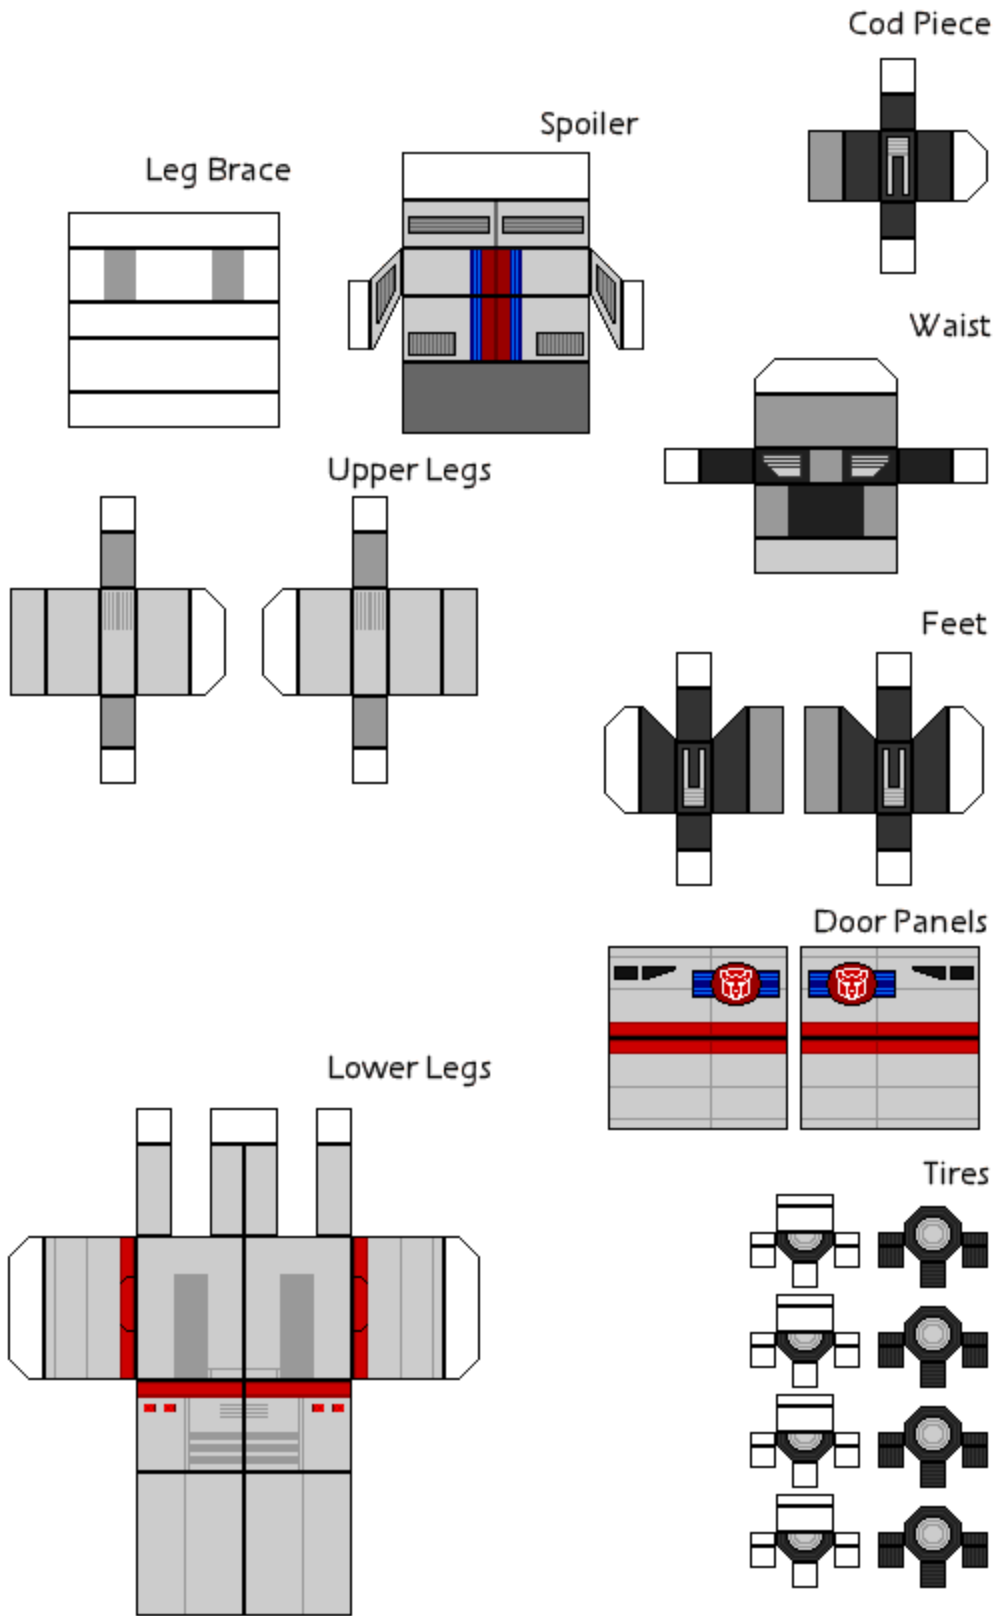 Cod Piece
Spoiler
Leg Brace
Waist
Upper Legs
Feet
Door Panels
Lower Legs
Tires